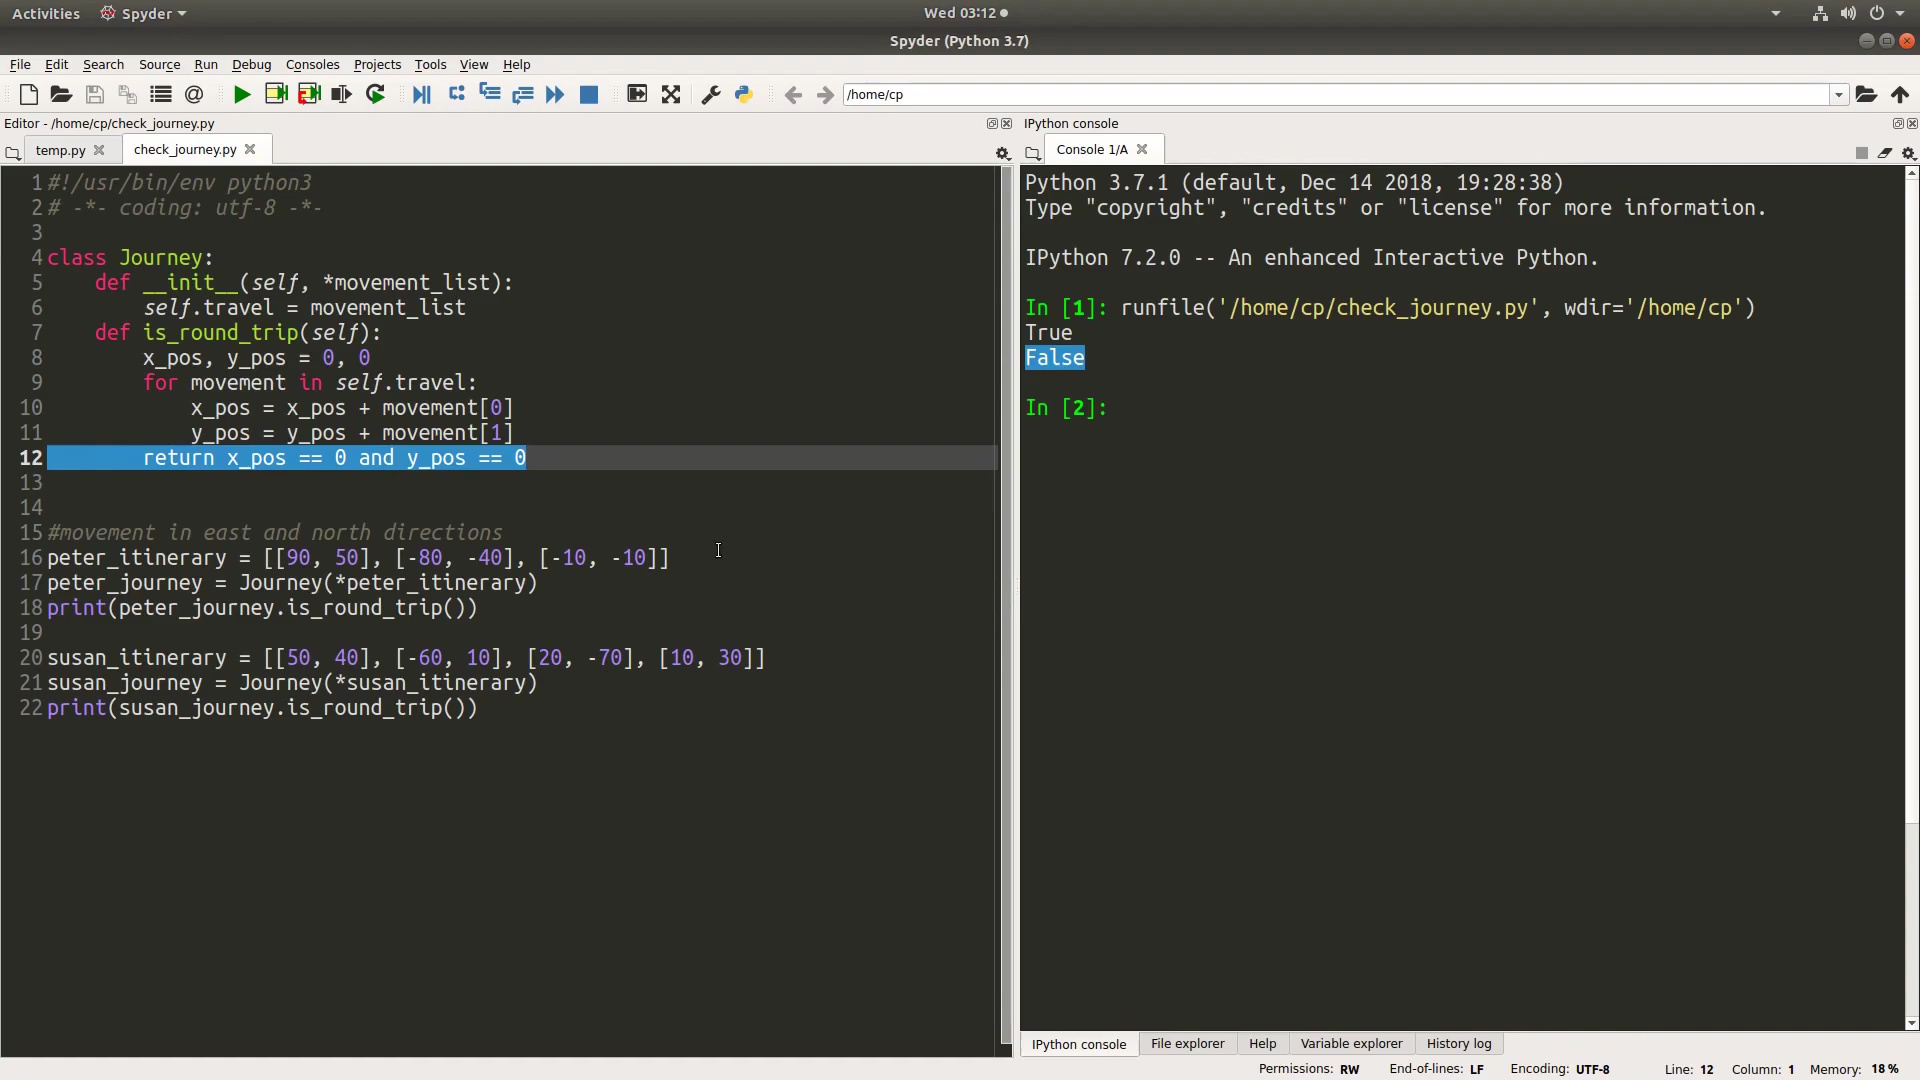 Activities Spyder Wed 03:12
Spyder (Python 3.7)
File Edit Search Source Run Debug Consoles Projects Tools View Help
/home/cp
Editor - /home/cp/check_journey.py
temp.py check_journey.py
1 #!/usr/bin/env python3
2 # -*- coding: utf-8 -*-
3
4 class Journey:
5     def __init__(self, *movement_list):
6         self.travel = movement_list
7     def is_round_trip(self):
8         x_pos, y_pos = 0, 0
9         for movement in self.travel:
10             x_pos = x_pos + movement[0]
11             y_pos = y_pos + movement[1]
12         return x_pos == 0 and y_pos == 0
13
14
15 #movement in east and north directions
16 peter_itinerary = [[90, 50], [-80, -40], [-10, -10]]
17 peter_journey = Journey(*peter_itinerary)
18 print(peter_journey.is_round_trip())
19
20 susan_itinerary = [[50, 40], [-60, 10], [20, -70], [10, 30]]
21 susan_journey = Journey(*susan_itinerary)
22 print(susan_journey.is_round_trip())
IPython console
Console 1/A
Python 3.7.1 (default, Dec 14 2018, 19:28:38)
Type "copyright", "credits" or "license" for more information.
IPython 7.2.0 -- An enhanced Interactive Python.
In [1]: runfile('/home/cp/check_journey.py', wdir='/home/cp')
True
False
In [2]:
IPython console File explorer Help Variable explorer History log
Permissions: RW End-of-lines: LF Encoding: UTF-8 Line: 12 Column: 1 Memory: 18 %